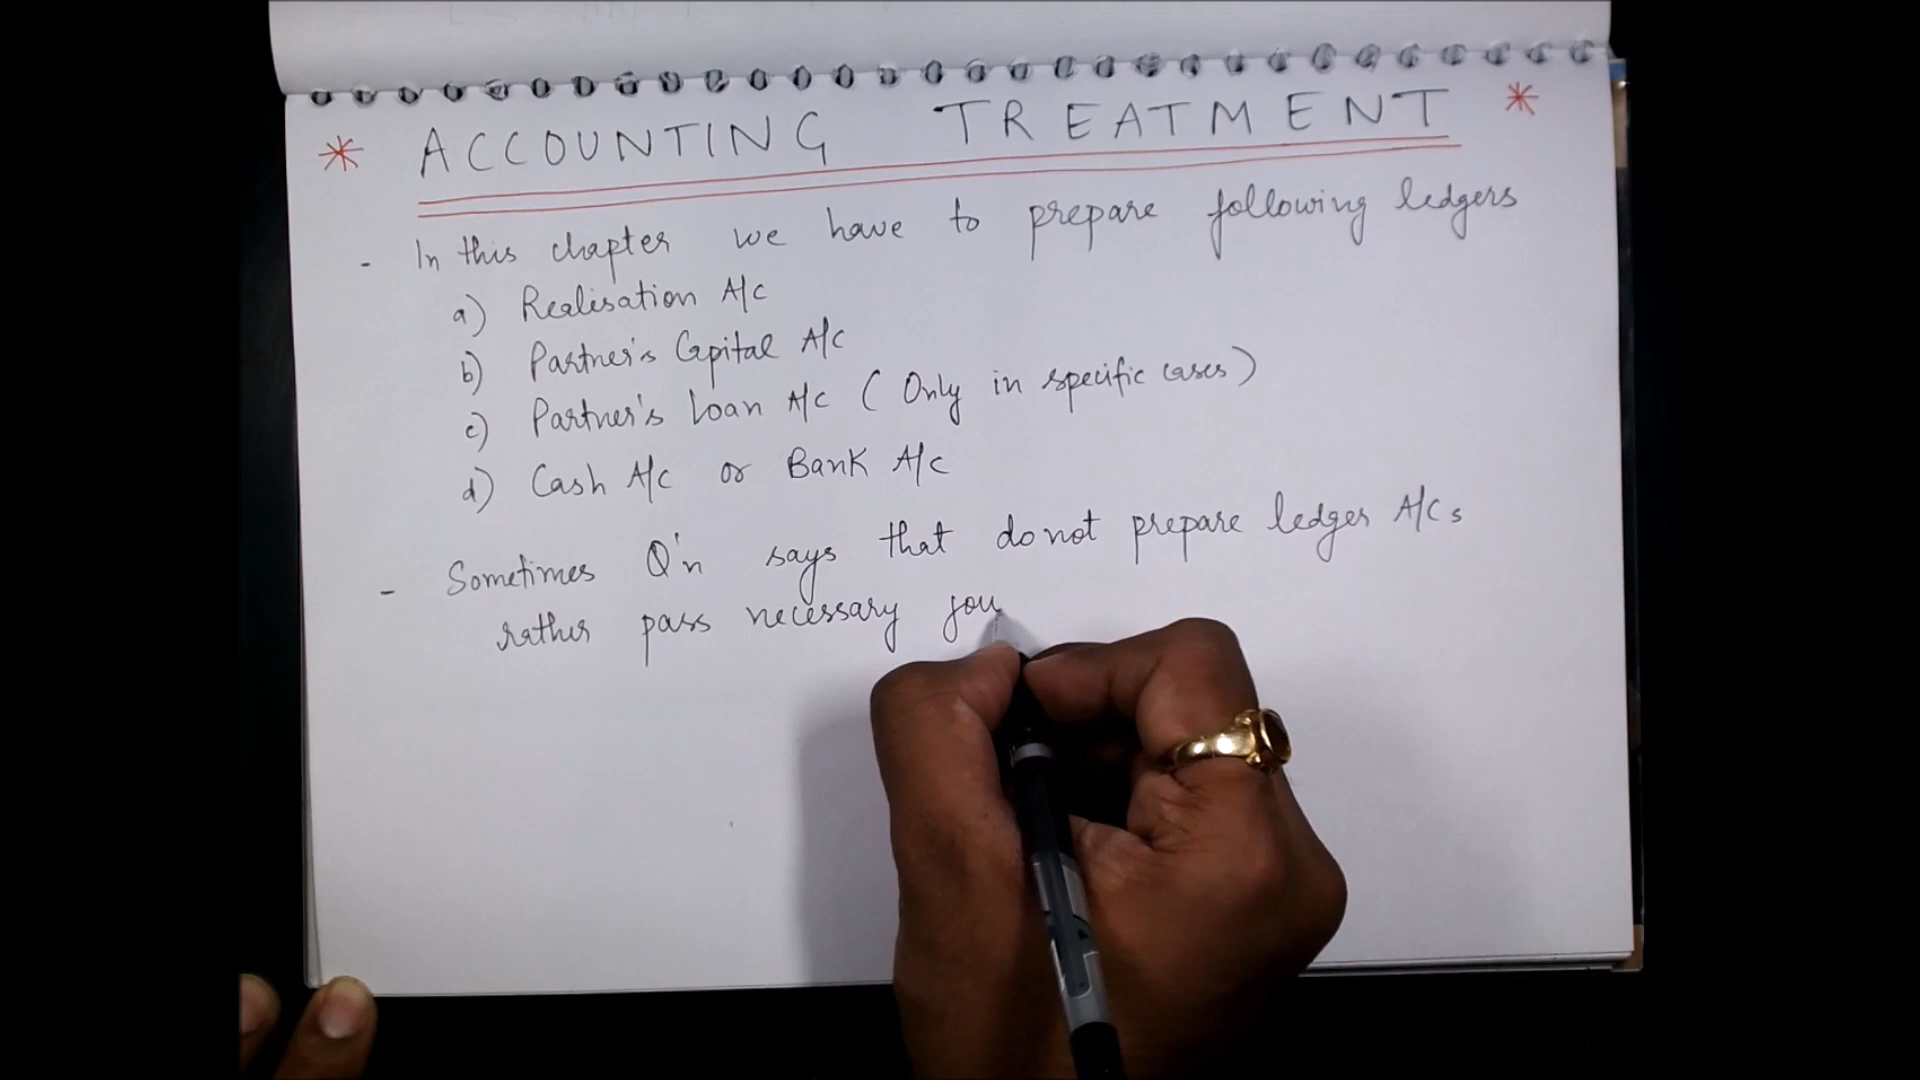 * ACCOUNTING TREATMENT *
- In this chapter we have to prepare following ledgers
a) Realisation A/c
b) Partner's Capital A/c
c) Partner's Loan A/c (Only in specific cases)
d) Cash A/c or Bank A/c
- Sometimes Q'n says that do not prepare ledger A/Cs
rather pass necessary jou